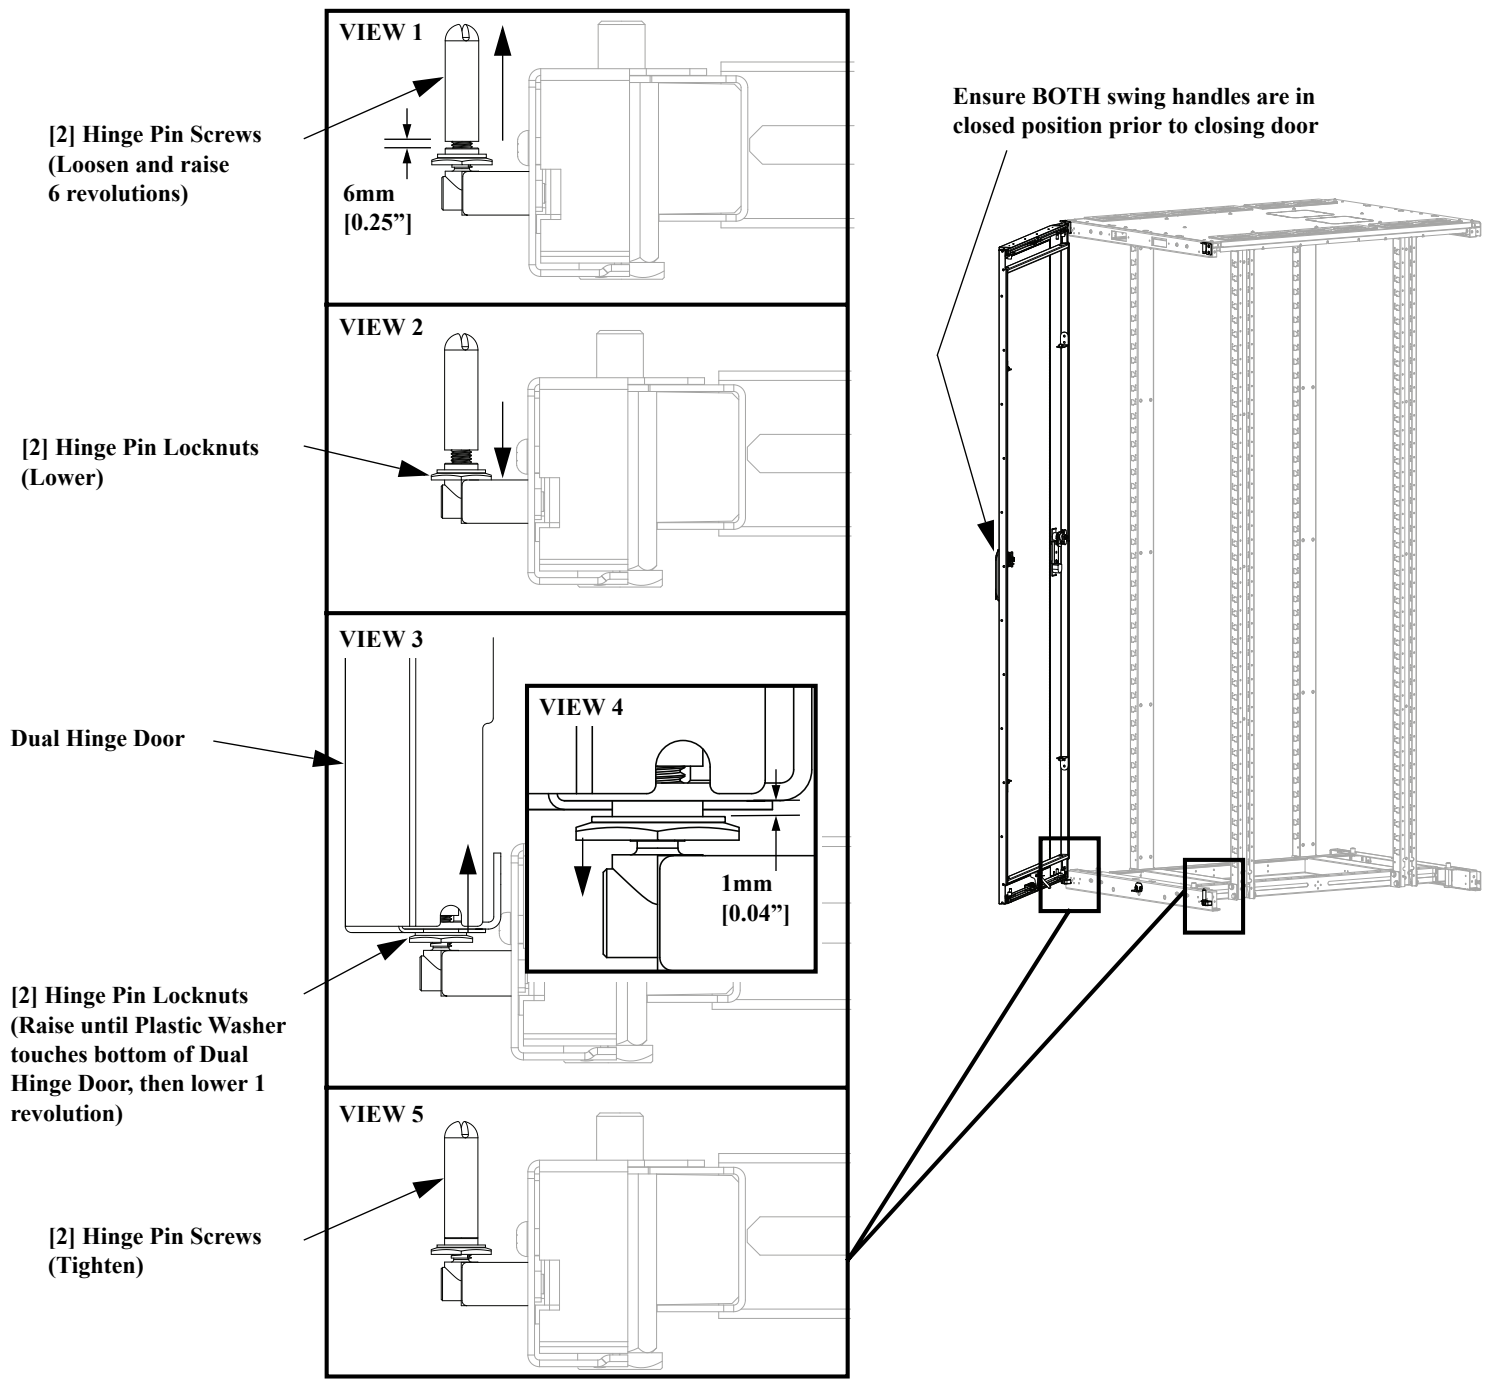 VIEW 1
[2] Hinge Pin Screws
(Loosen and raise
6 revolutions)
6mm
[0.25”]
Ensure BOTH swing handles are in
closed position prior to closing door
VIEW 2
[2] Hinge Pin Locknuts
(Lower)
VIEW 3
Dual Hinge Door
VIEW 4
1mm
[0.04”]
[2] Hinge Pin Locknuts
(Raise until Plastic Washer
touches bottom of Dual
Hinge Door, then lower 1
revolution)
VIEW 5
[2] Hinge Pin Screws
(Tighten)